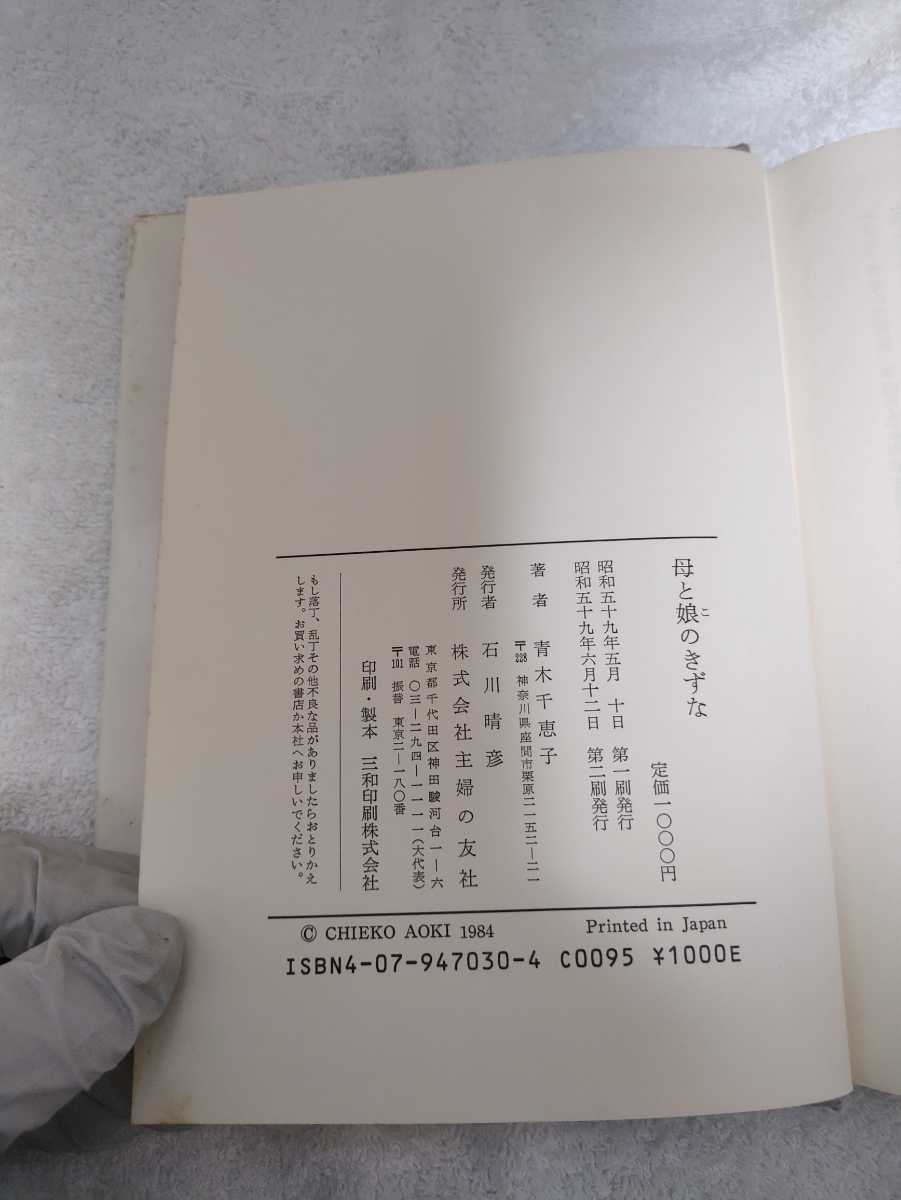 母と娘のきずな
こ
定価一〇〇〇円
昭和五十九年五月　十日　第一刷発行
昭和五十九年六月十二日　第二刷発行
著者　青木千恵子
〒228　神奈川県座間市栗原二一五二—二一
発行者　石川晴彦
発行所　株式会社主婦の友社
東京都千代田区神田駿河台一—六
電話　〇三—二九四—一一一一（大代表）
〒101　振替　東京二—一八〇番
印刷・製本　三和印刷株式会社
もし落丁、乱丁その他不良な品がありましたらおとりかえ
します。お買い求めの書店か本社へお申しいでください。
© CHIEKO AOKI 1984　Printed in Japan
ISBN4-07-947030-4　C0095　¥1000E